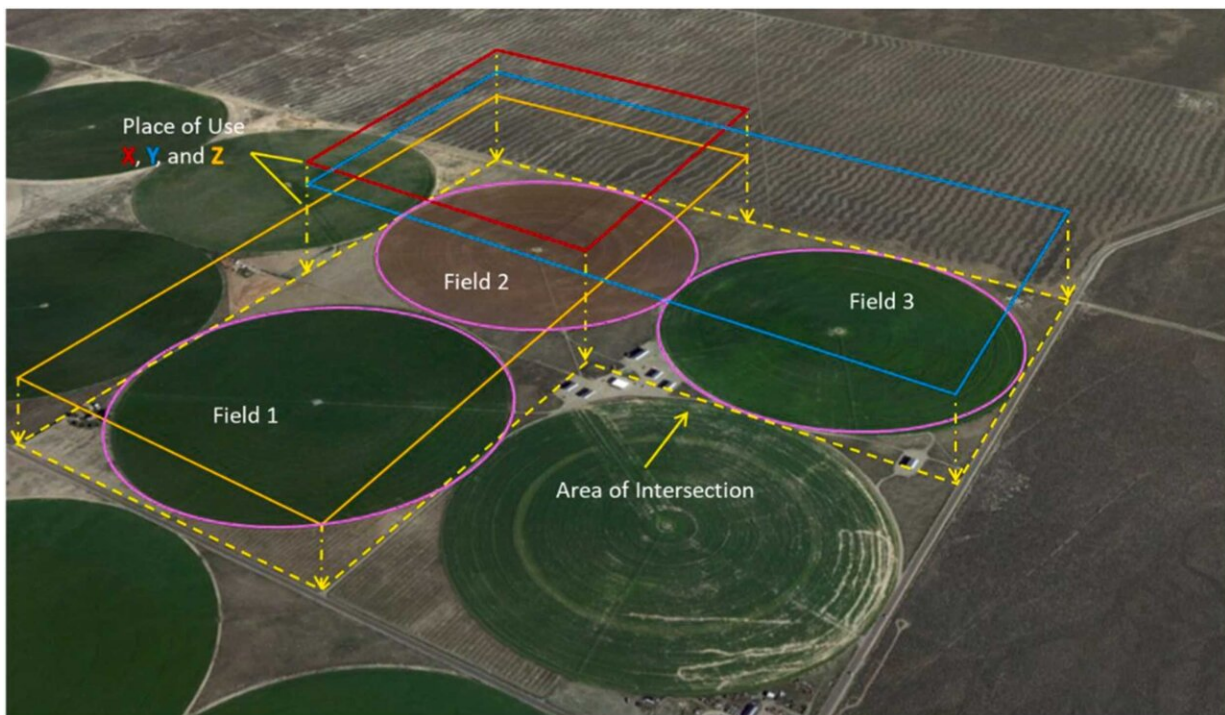 Place of Use
X, Y, and Z
Field 2
Field 3
Field 1
Area of Intersection